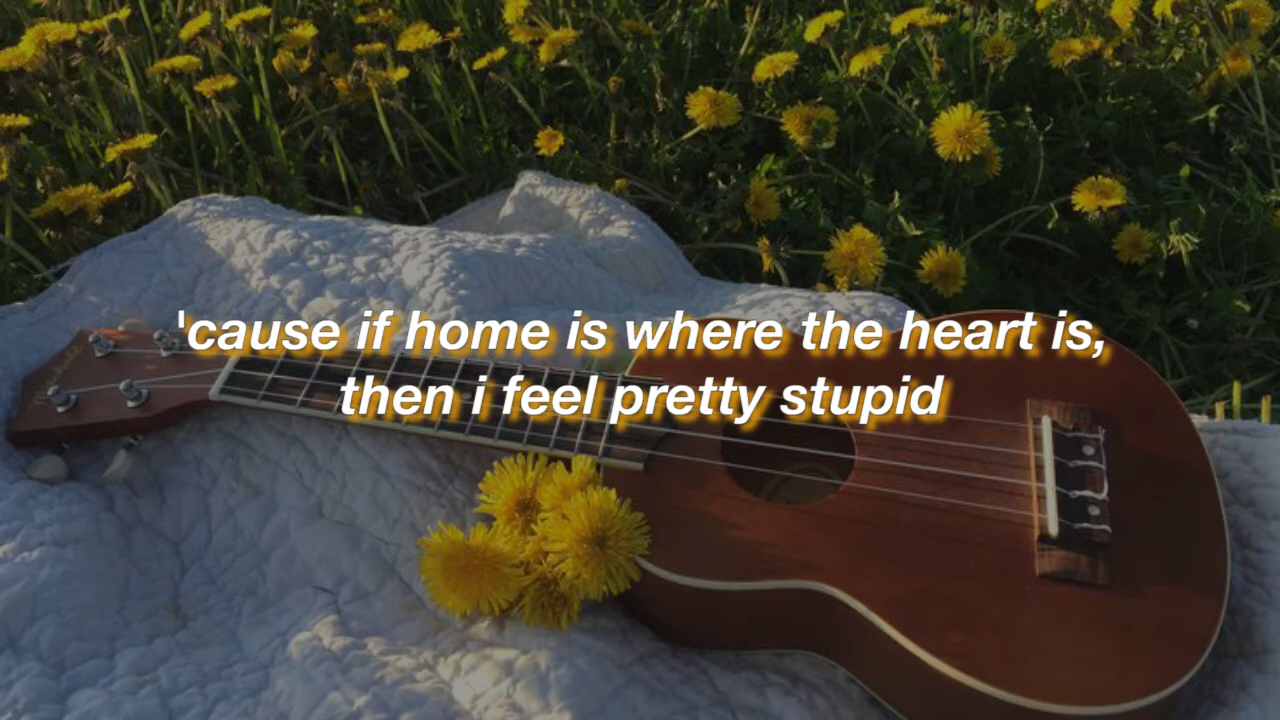 'cause if home is where the heart is,
then i feel pretty stupid